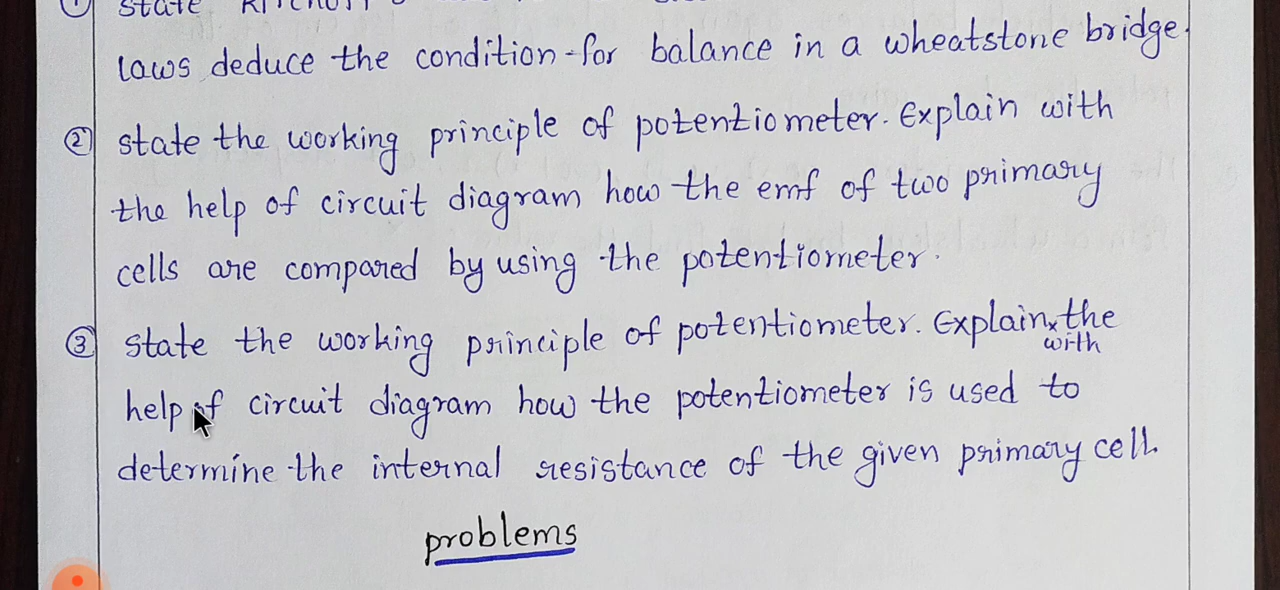 ① state
laws deduce the condition for balance in a wheatstone bridge.
② state the working principle of potentiometer. Explain with
the help of circuit diagram how the emf of two primary
cells are compared by using the potentiometer.
③ state the working principle of potentiometer. Explain with the
help of circuit diagram how the potentiometer is used to
determine the internal resistance of the given primary cell.
problems